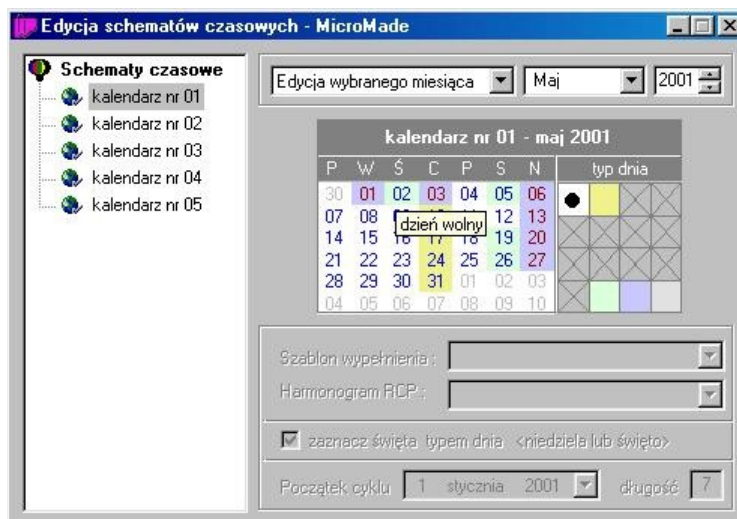 Edycja schematów czasowych - MicroMade
Schematy czasowe
kalendarz nr 01
kalendarz nr 02
kalendarz nr 03
kalendarz nr 04
kalendarz nr 05
Edycja wybranego miesiąca Maj 2001
kalendarz nr 01 - maj 2001
P W Ś C P S N typ dnia
30 01 02 03 04 05 06
07 08 dzień wolny 12 13
14 15 16 17 18 19 20
21 22 23 24 25 26 27
28 29 30 31 01 02 03
04 05 06 07 08 09 10
Szablon wypełnienia :
Harmonogram RCP :
zaznacz święta typem dnia <niedziela lub święto>
Początek cyklu 1 stycznia 2001 długość 7